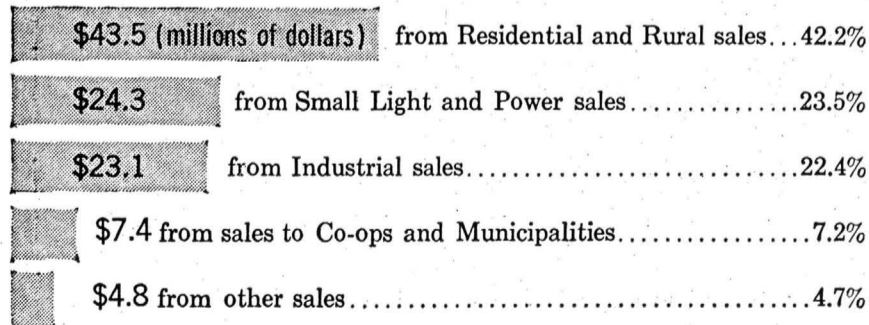 $43.5 (millions of dollars) from Residential and Rural sales...42.2%
$24.3 from Small Light and Power sales...............23.5%
$23.1 from Industrial sales.............................22.4%
$7.4 from sales to Co-ops and Municipalities.................7.2%
$4.8 from other sales........................................4.7%